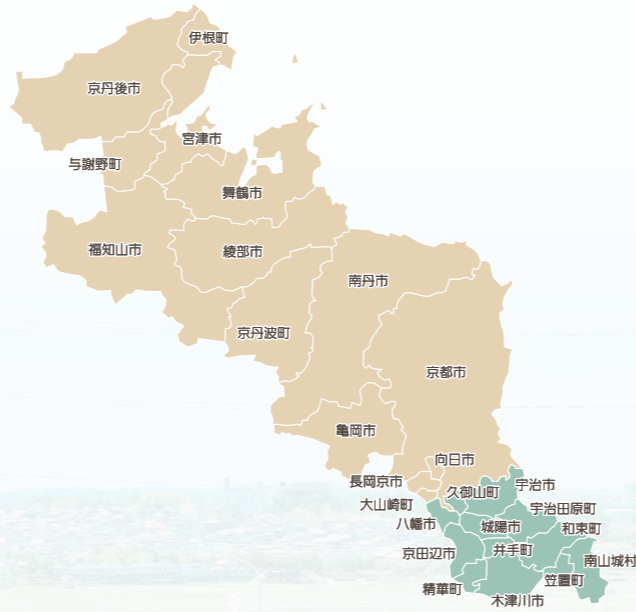 伊根町
京丹後市
宮津市
与謝野町
舞鶴市
福知山市
綾部市
南丹市
京丹波町
京都市
亀岡市
向日市
長岡京市
久御山町
宇治市
大山崎町
宇治田原町
八幡市
城陽市
和束町
京田辺市
井手町
南山城村
笠置町
精華町
木津川市